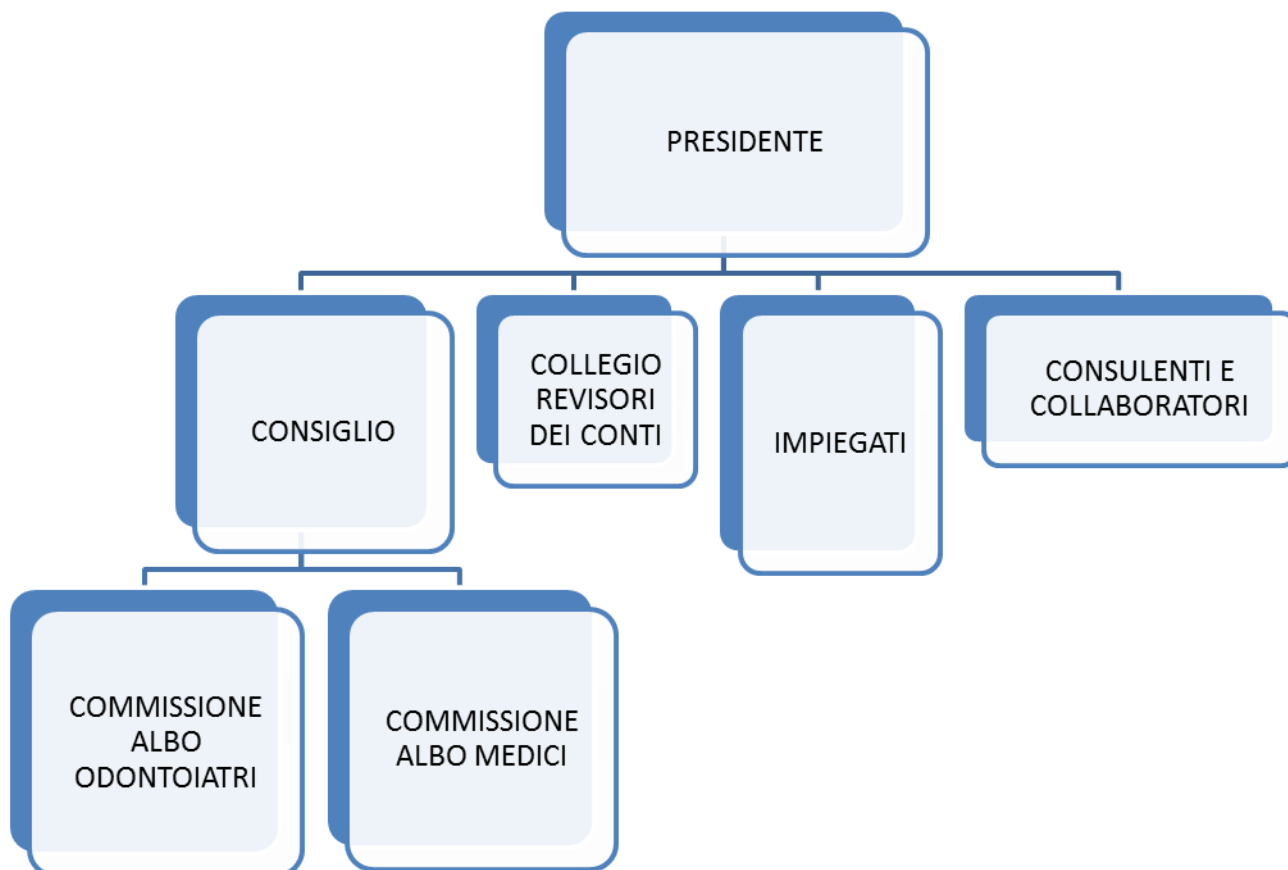 PRESIDENTE
CONSIGLIO
COLLEGIO
REVISORI
DEI CONTI
IMPIEGATI
CONSULENTI E
COLLABORATORI
COMMISSIONE
ALBO
ODONTOIATRI
COMMISSIONE
ALBO MEDICI